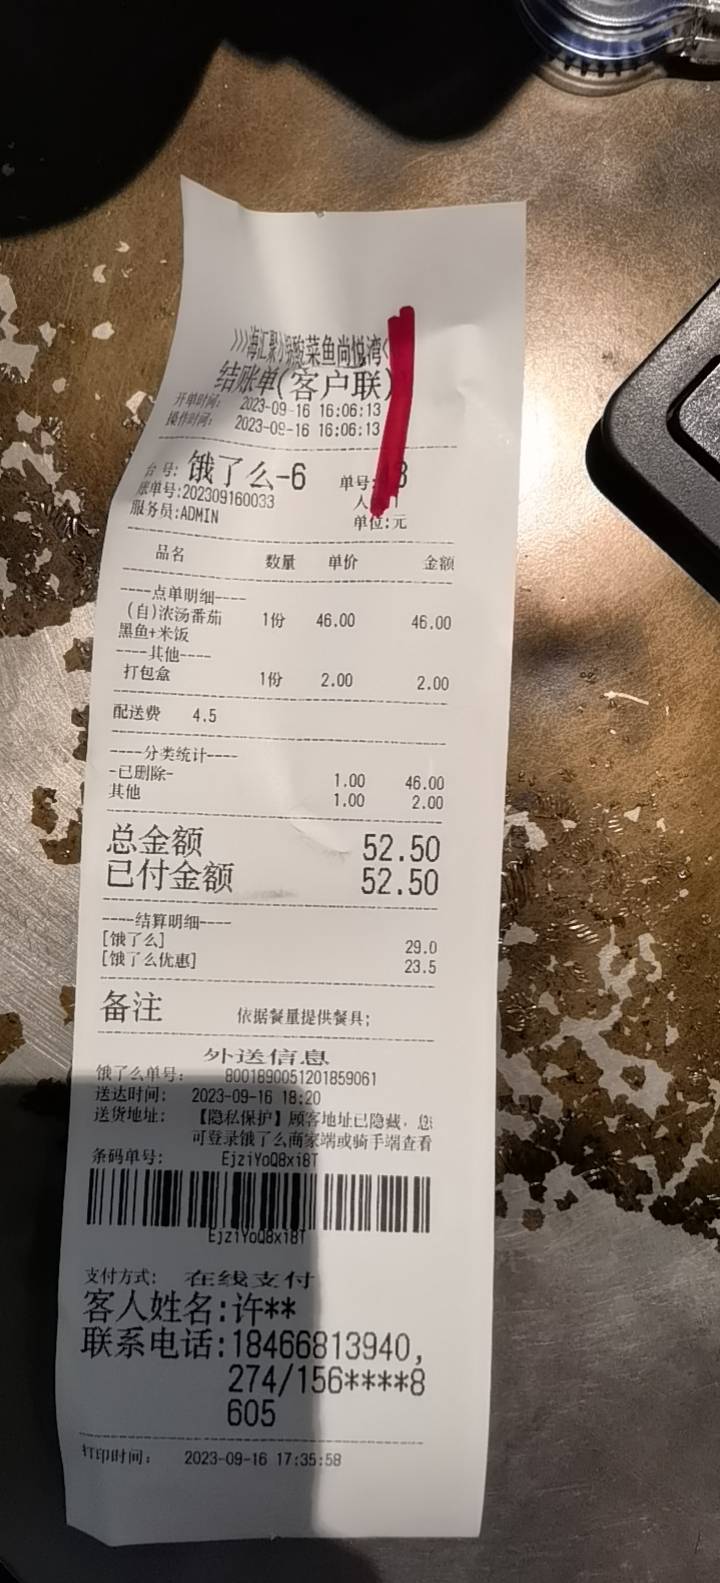 >>>海汇聚小 酸菜鱼尚悦湾<
结账单(客户联)
开单时间: 2023-09-16 16:06:13
操作时间: 2023-09-16 16:06:13
台号: 饿了么-6 单号: 3
账单号:202309160033 人 1
服务员:ADMIN 单位:元
品名 数量 单价 金额
----点单明细----
(自)浓汤番茄 1份 46.00 46.00
黑鱼+米饭
----其他----
打包盒 1份 2.00 2.00
配送费 4.5
----分类统计----
-已删除- 1.00 46.00
其他 1.00 2.00
总金额 52.50
已付金额 52.50
----结算明细----
[饿了么] 29.0
[饿了么优惠] 23.5
备注 依据餐量提供餐具;
外送信息
饿了么单号: 8001890051201859061
送达时间: 2023-09-16 18:20
送货地址: 【隐私保护】顾客地址已隐藏，您
可登录饿了么商家端或骑手端查看
条码单号: EjziYoQ8xi8T
EjziYoQ8xi8T
支付方式: 在线支付
客人姓名:许**
联系电话:18466813940,
274/156****8
605
打印时间: 2023-09-16 17:35:58